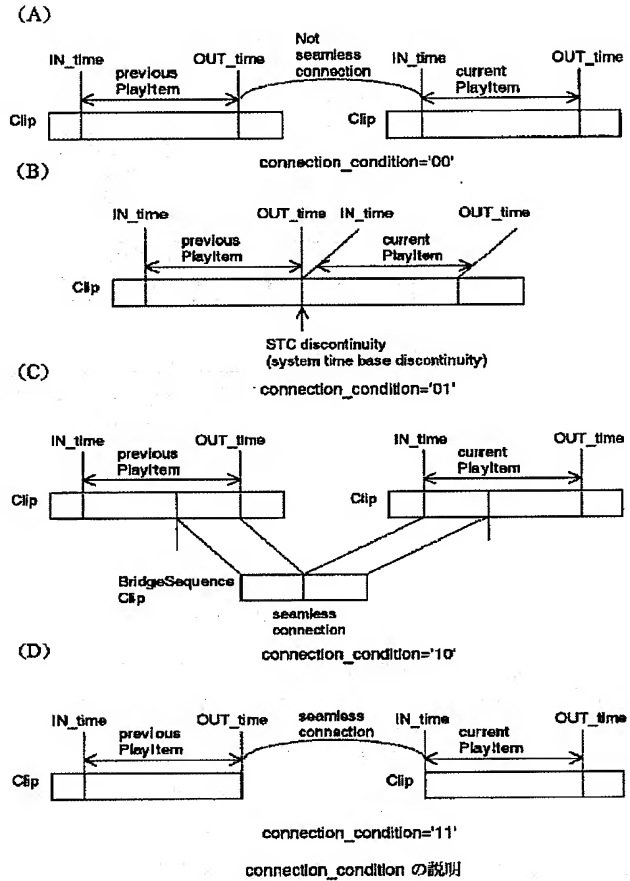 (A)
Not
seamless
connection
IN_time
OUT_time
IN_time
OUT_time
previous
PlayItem
current
PlayItem
Clip
Clip
connection_condition='00'
(B)
IN_time
OUT_time
IN_time
OUT_time
previous
PlayItem
current
PlayItem
Clip
STC discontinuity
(system time base discontinuity)
(C)
connection_condition='01'
IN_time
OUT_time
IN_time
OUT_time
previous
PlayItem
current
PlayItem
Clip
Clip
BridgeSequence
Clip
seamless
connection
(D)
connection_condition='10'
IN_time
OUT_time
seamless
connection
IN_time
OUT_time
previous
PlayItem
current
PlayItem
Clip
Clip
connection_condition='11'
connection_condition の説明